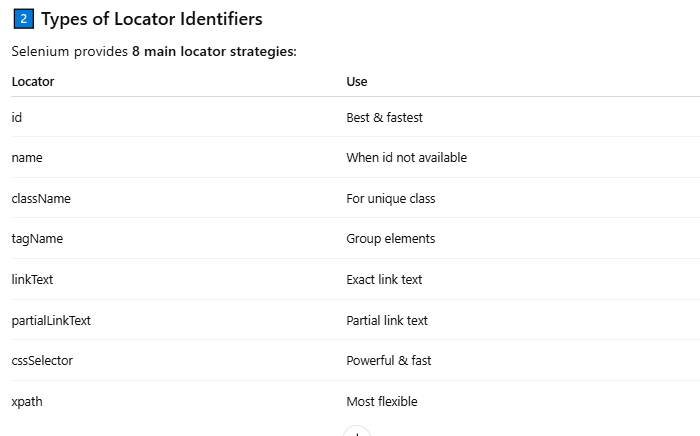 2 Types of Locator Identifiers
Selenium provides 8 main locator strategies:
Locator Use
id Best & fastest
name When id not available
className For unique class
tagName Group elements
linkText Exact link text
partialLinkText Partial link text
cssSelector Powerful & fast
xpath Most flexible